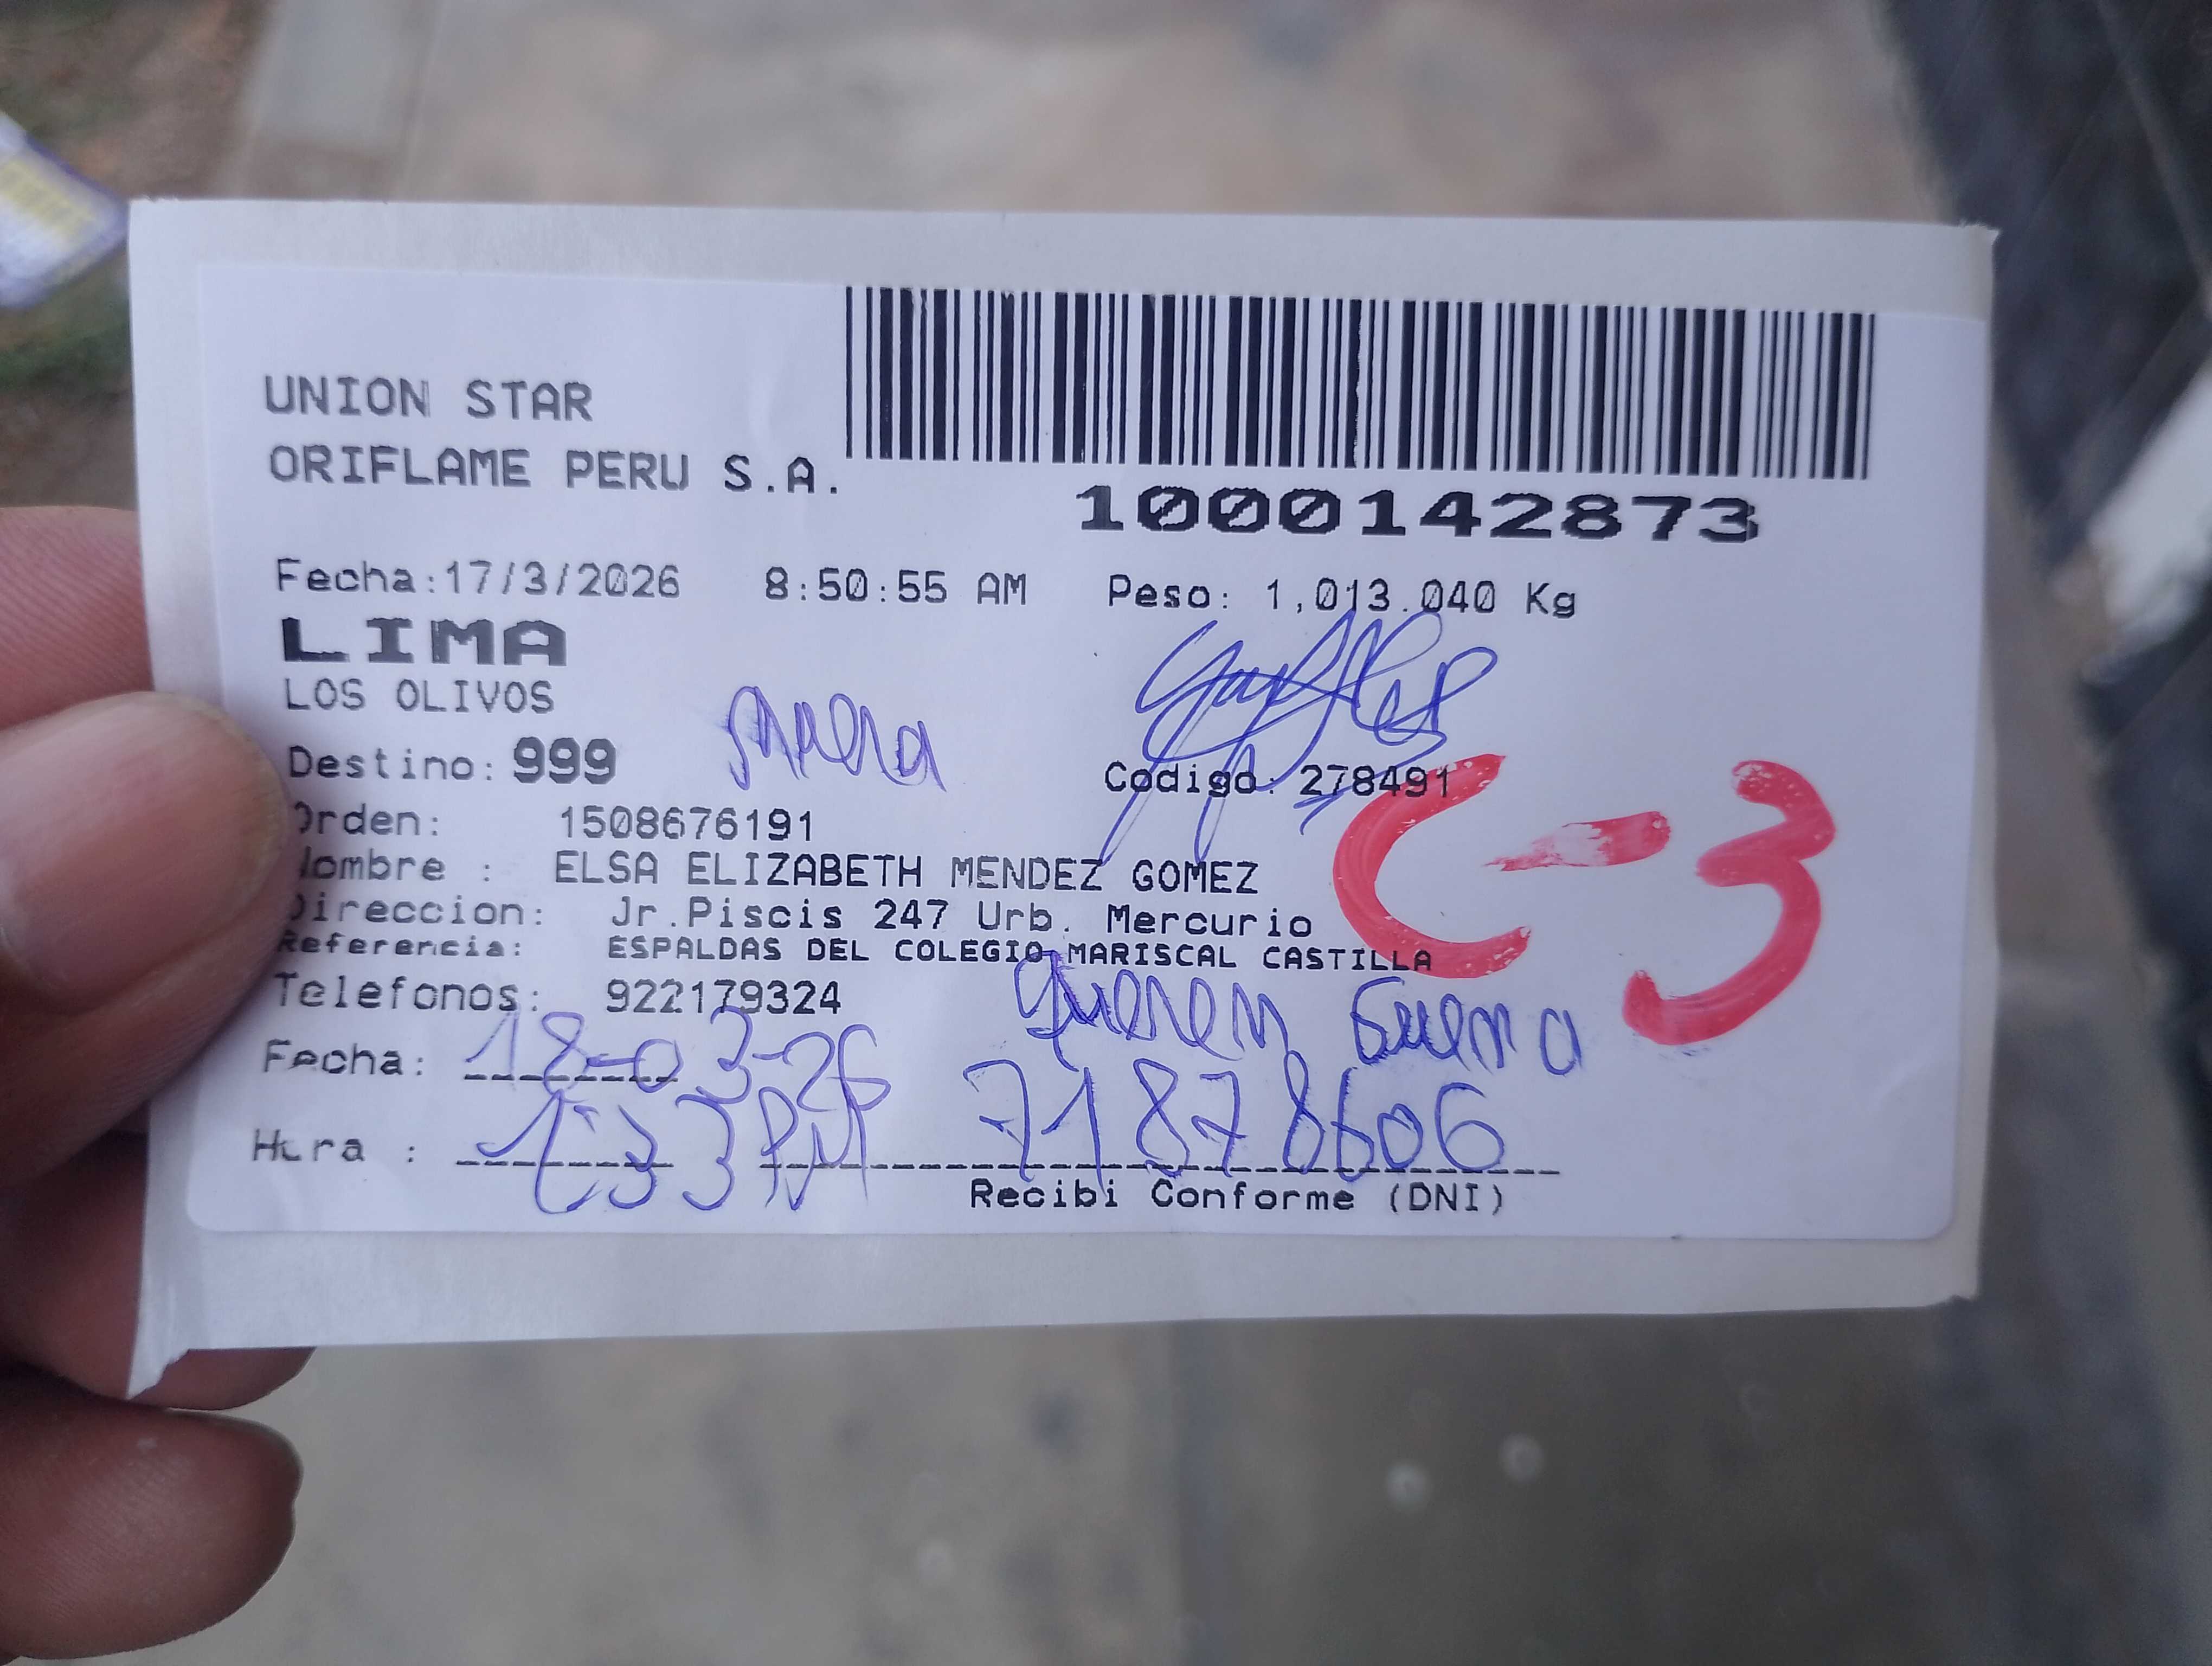 UNION STAR
ORIFLAME PERU S.A.
1000142873
Fecha:17/3/2026 8:50:55 AM Peso: 1,013.040 Kg
LIMA
LOS OLIVOS
Destino: 999
Codigo: 278491
C-3
Orden: 1508676191
Nombre : ELSA ELIZABETH MENDEZ GOMEZ
Direccion: Jr.Piscis 247 Urb. Mercurio
Referencia: ESPALDAS DEL COLEGIO MARISCAL CASTILLA
Telefonos: 922179324
Fecha: 18-03-26
Hora : PM 71878606
Recibi Conforme (DNI)